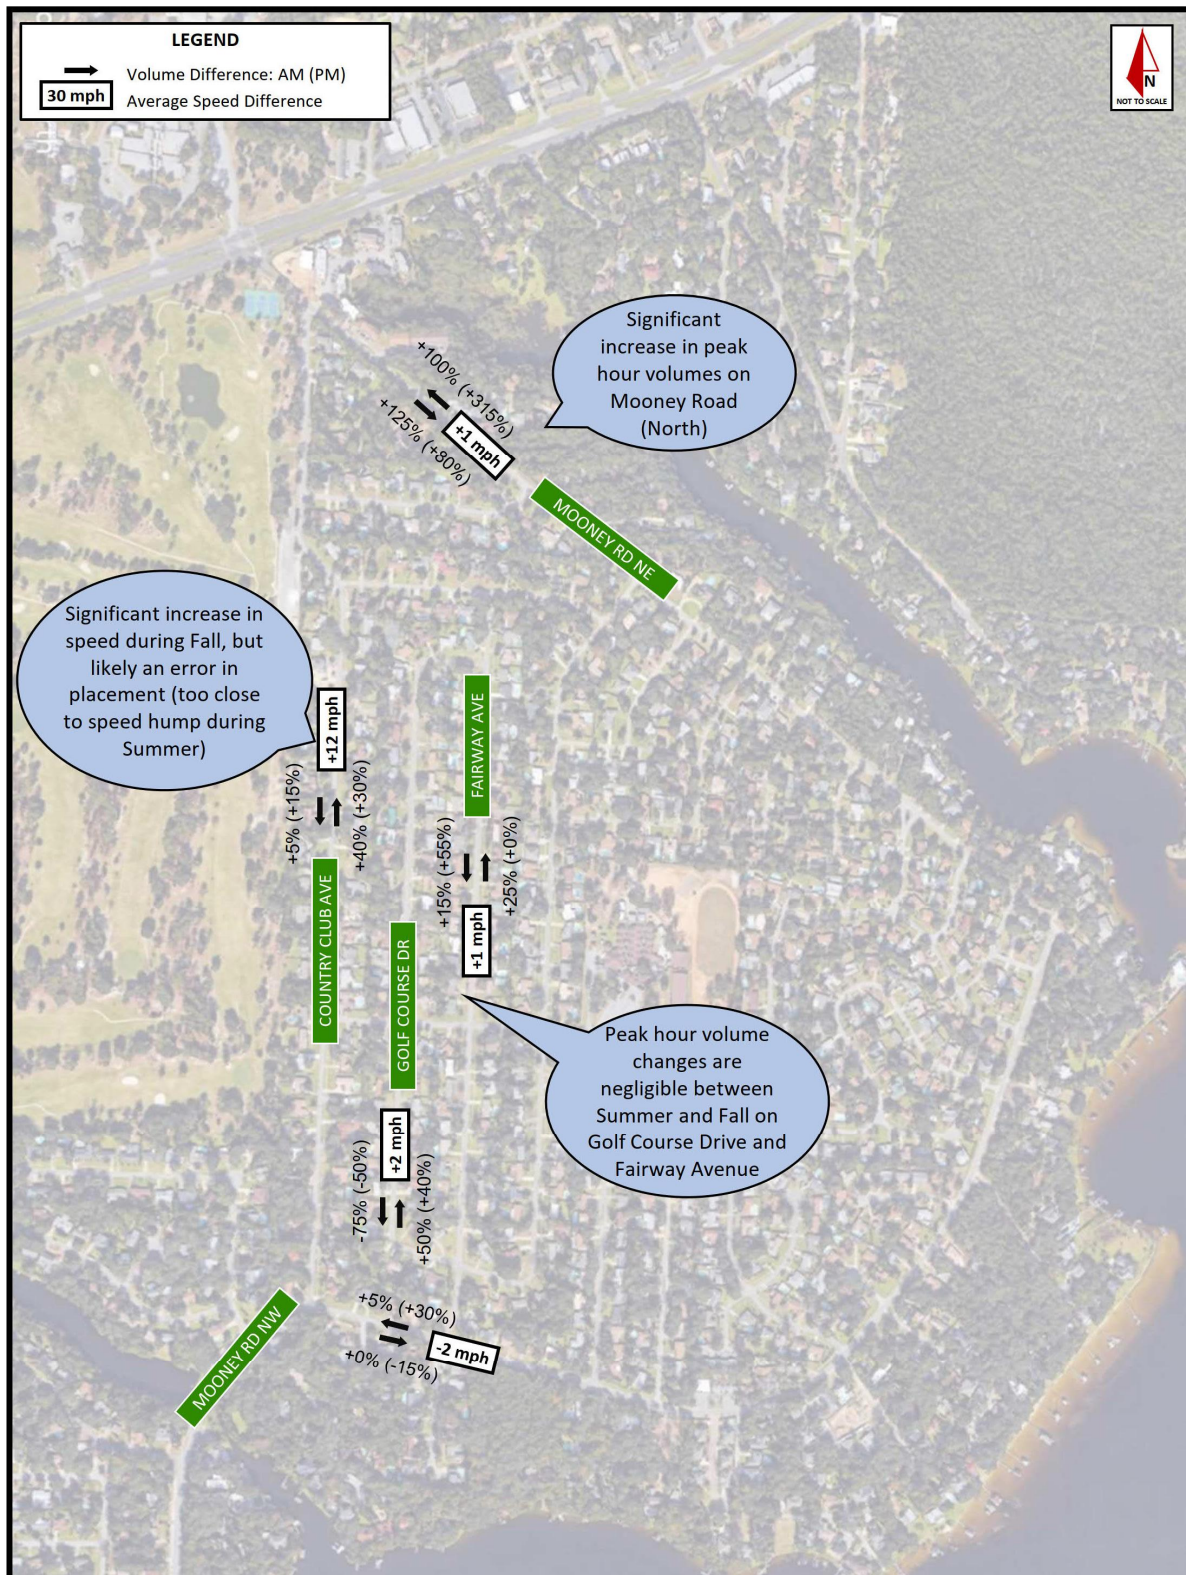 LEGEND
Volume Difference: AM (PM)
30 mph
Average Speed Difference
N
NOT TO SCALE
Significant
increase in peak
hour volumes on
Mooney Road
(North)
+100% (+315%)
+125% (+80%)
+1 mph
MOONEY RD NE
Significant increase in
speed during Fall, but
likely an error in
placement (too close
to speed hump during
Summer)
+12 mph
+5% (+15%)
+40% (+30%)
COUNTRY CLUB AVE
FAIRWAY AVE
+15% (+55%)
+25% (+0%)
+1 mph
GOLF COURSE DR
+2 mph
-75% (-50%)
+50% (+40%)
Peak hour volume
changes are
negligible between
Summer and Fall on
Golf Course Drive and
Fairway Avenue
MOONEY RD NW
+5% (+30%)
+0% (-15%)
-2 mph